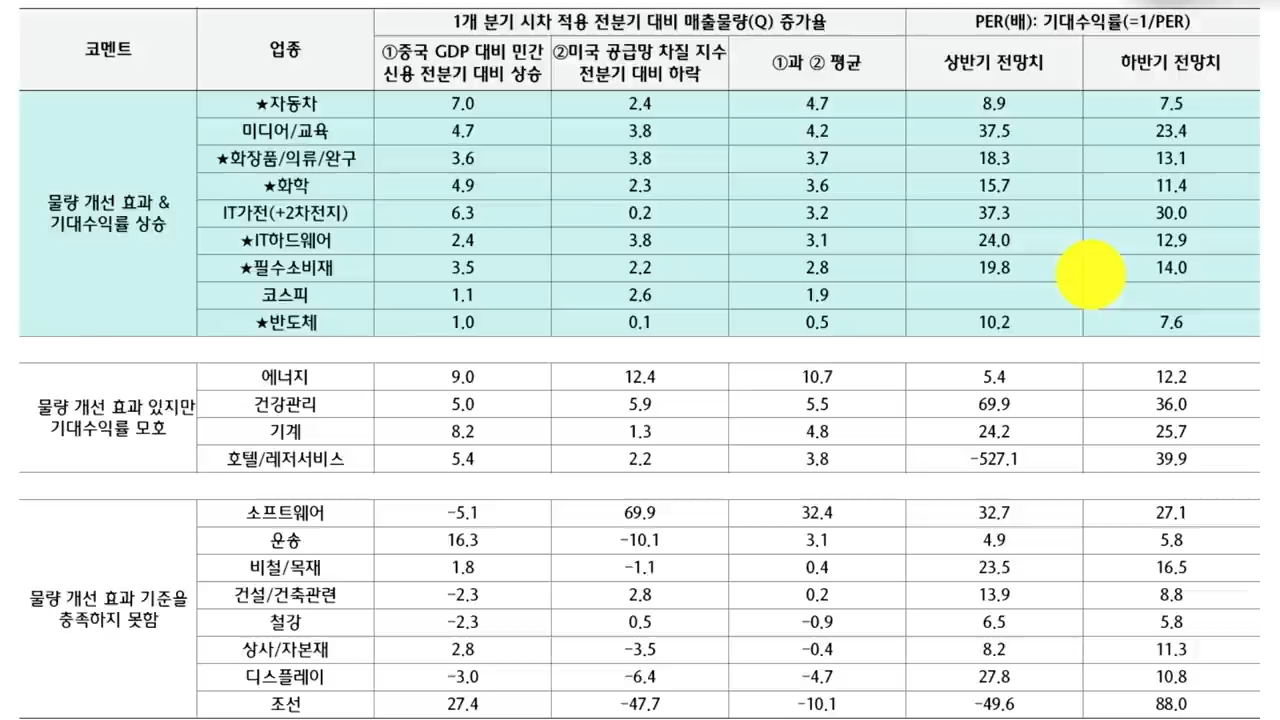 코멘트 업종 1개 분기 시차 적용 전분기 대비 매출물량(Q) 증가율 PER(배): 기대수익률(=1/PER)
①중국 GDP 대비 민간 신용 전분기 대비 상승 ②미국 공급망 차질 지수 전분기 대비 하락 ①과 ② 평균 상반기 전망치 하반기 전망치
물량 개선 효과 &
기대수익률 상승
★자동차 7.0 2.4 4.7 8.9 7.5
미디어/교육 4.7 3.8 4.2 37.5 23.4
★화장품/의류/완구 3.6 3.8 3.7 18.3 13.1
★화학 4.9 2.3 3.6 15.7 11.4
IT가전(+2차전지) 6.3 0.2 3.2 37.3 30.0
★IT하드웨어 2.4 3.8 3.1 24.0 12.9
★필수소비재 3.5 2.2 2.8 19.8 14.0
코스피 1.1 2.6 1.9
★반도체 1.0 0.1 0.5 10.2 7.6
물량 개선 효과 있지만
기대수익률 모호
에너지 9.0 12.4 10.7 5.4 12.2
건강관리 5.0 5.9 5.5 69.9 36.0
기계 8.2 1.3 4.8 24.2 25.7
호텔/레저서비스 5.4 2.2 3.8 -527.1 39.9
물량 개선 효과 기준을
충족하지 못함
소프트웨어 -5.1 69.9 32.4 32.7 27.1
운송 16.3 -10.1 3.1 4.9 5.8
비철/목재 1.8 -1.1 0.4 23.5 16.5
건설/건축관련 -2.3 2.8 0.2 13.9 8.8
철강 -2.3 0.5 -0.9 6.5 5.8
상사/자본재 2.8 -3.5 -0.4 8.2 11.3
디스플레이 -3.0 -6.4 -4.7 27.8 10.8
조선 27.4 -47.7 -10.1 -49.6 88.0